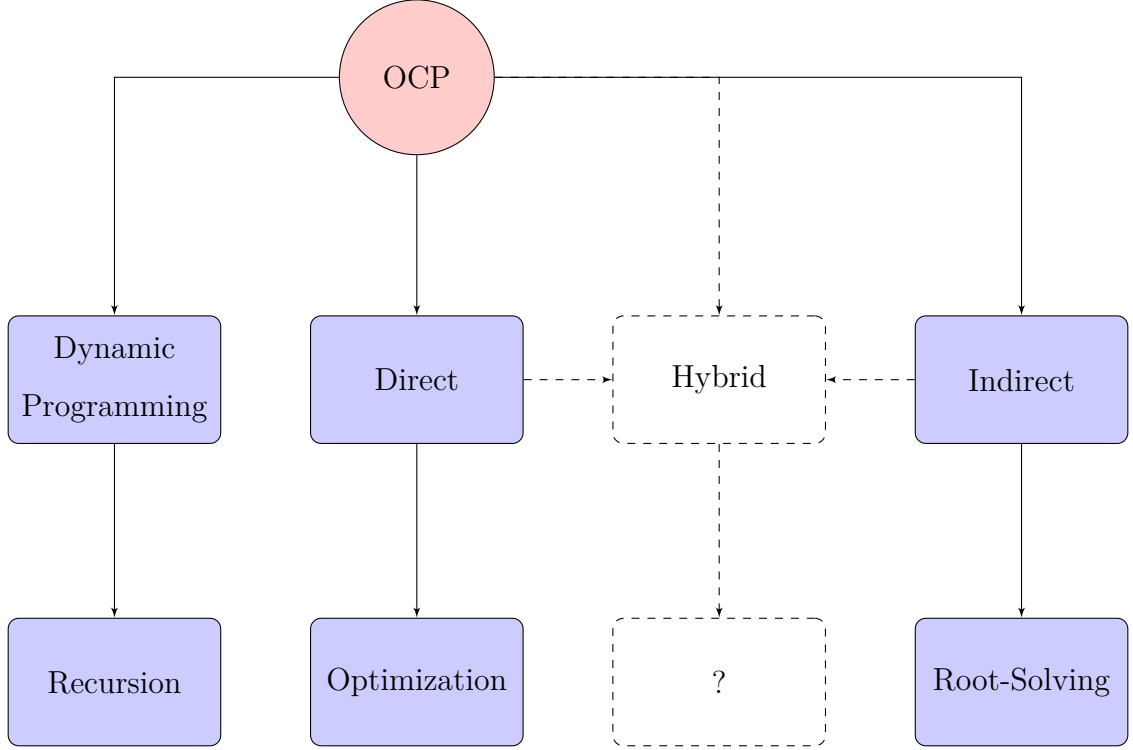 OCP
Dynamic
Programming
Direct
Hybrid
Indirect
Recursion
Optimization
?
Root-Solving